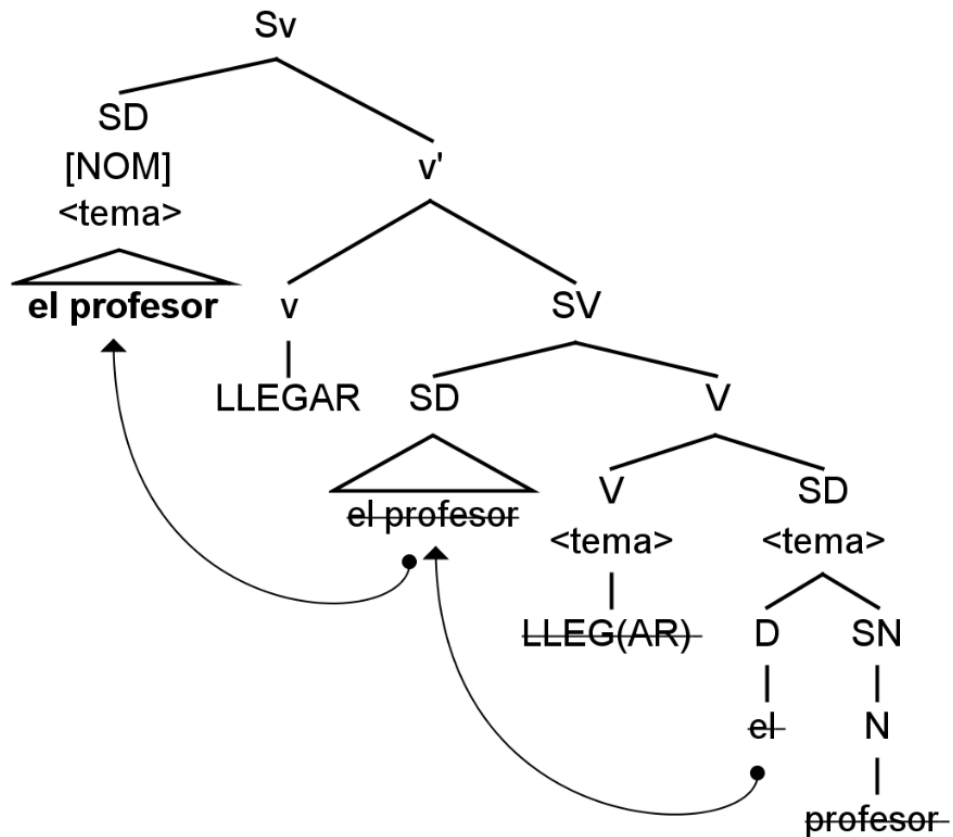 Sv
SD
[NOM]
<tema>
el profesor
v'
v
LLEGAR
SV
SD
el profesor
V
V
<tema>
LLEG(AR)
SD
<tema>
D
el
SN
N
profesor